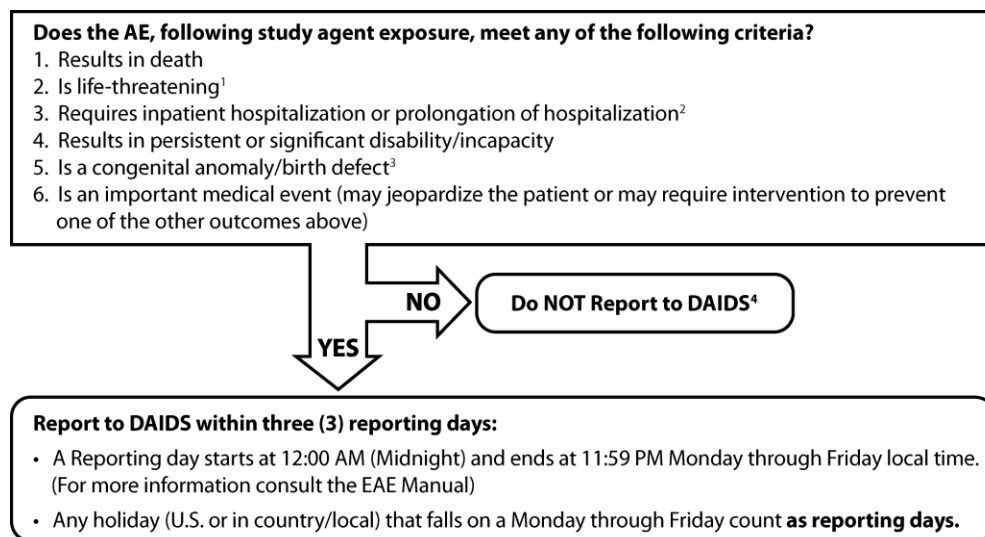 Does the AE, following study agent exposure, meet any of the following criteria?
1. Results in death
2. Is life-threatening¹
3. Requires inpatient hospitalization or prolongation of hospitalization²
4. Results in persistent or significant disability/incapacity
5. Is a congenital anomaly/birth defect³
6. Is an important medical event (may jeopardize the patient or may require intervention to prevent
one of the other outcomes above)
NO
Do NOT Report to DAIDS⁴
YES
Report to DAIDS within three (3) reporting days:
• A Reporting day starts at 12:00 AM (Midnight) and ends at 11:59 PM Monday through Friday local time.
(For more information consult the EAE Manual)
• Any holiday (U.S. or in country/local) that falls on a Monday through Friday count as reporting days.